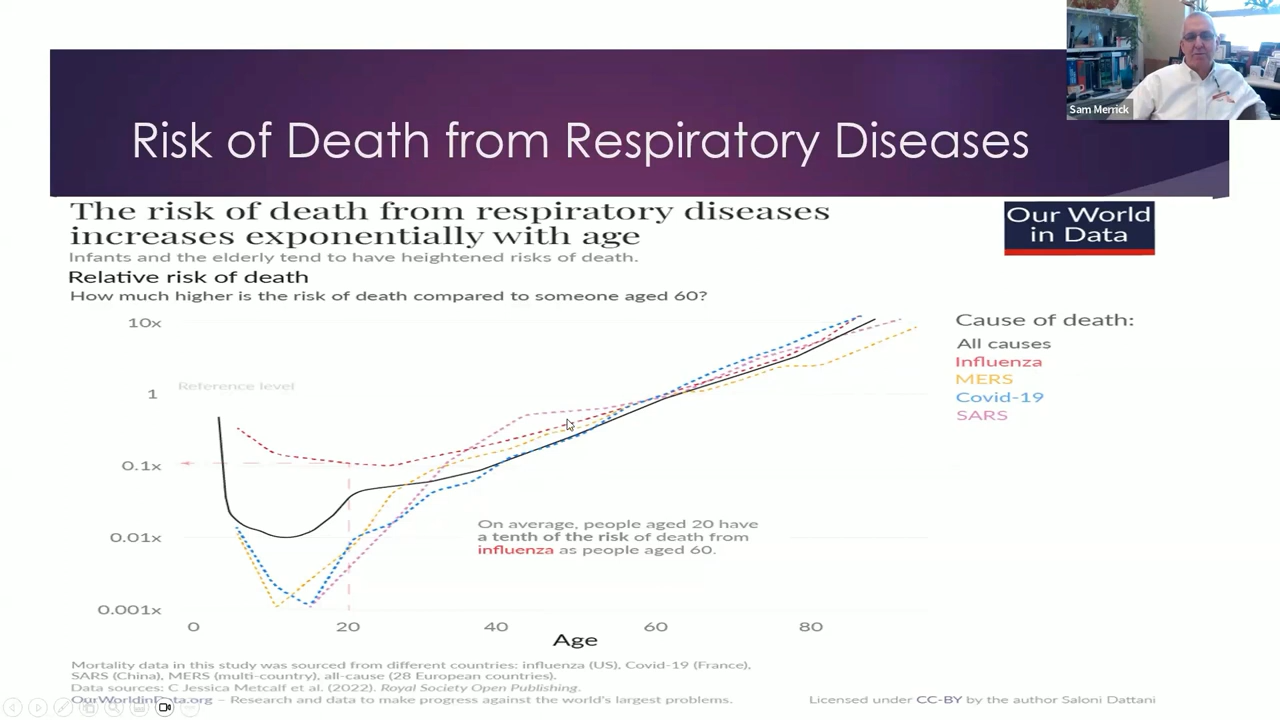 Sam Merrick
Risk of Death from Respiratory Diseases
The risk of death from respiratory diseases
increases exponentially with age
Our World
in Data
Infants and the elderly tend to have heightened risks of death.
Relative risk of death
How much higher is the risk of death compared to someone aged 60?
10x
Reference level
1
0.1x
0.01x
0.001x
On average, people aged 20 have
a tenth of the risk of death from
influenza as people aged 60.
Cause of death:
All causes
Influenza
MERS
Covid-19
SARS
0 20 40 60 80
Age
Mortality data in this study was sourced from different countries: influenza (US), Covid-19 (France),
SARS (China), MERS (multi-country), all-cause (28 European countries).
Data sources: C Jessica Metcalf et al. (2022). Royal Society Open Publishing.
OurWorldinData.org – Research and data to make progress against the world's largest problems.
Licensed under CC-BY by the author Saloni Dattani